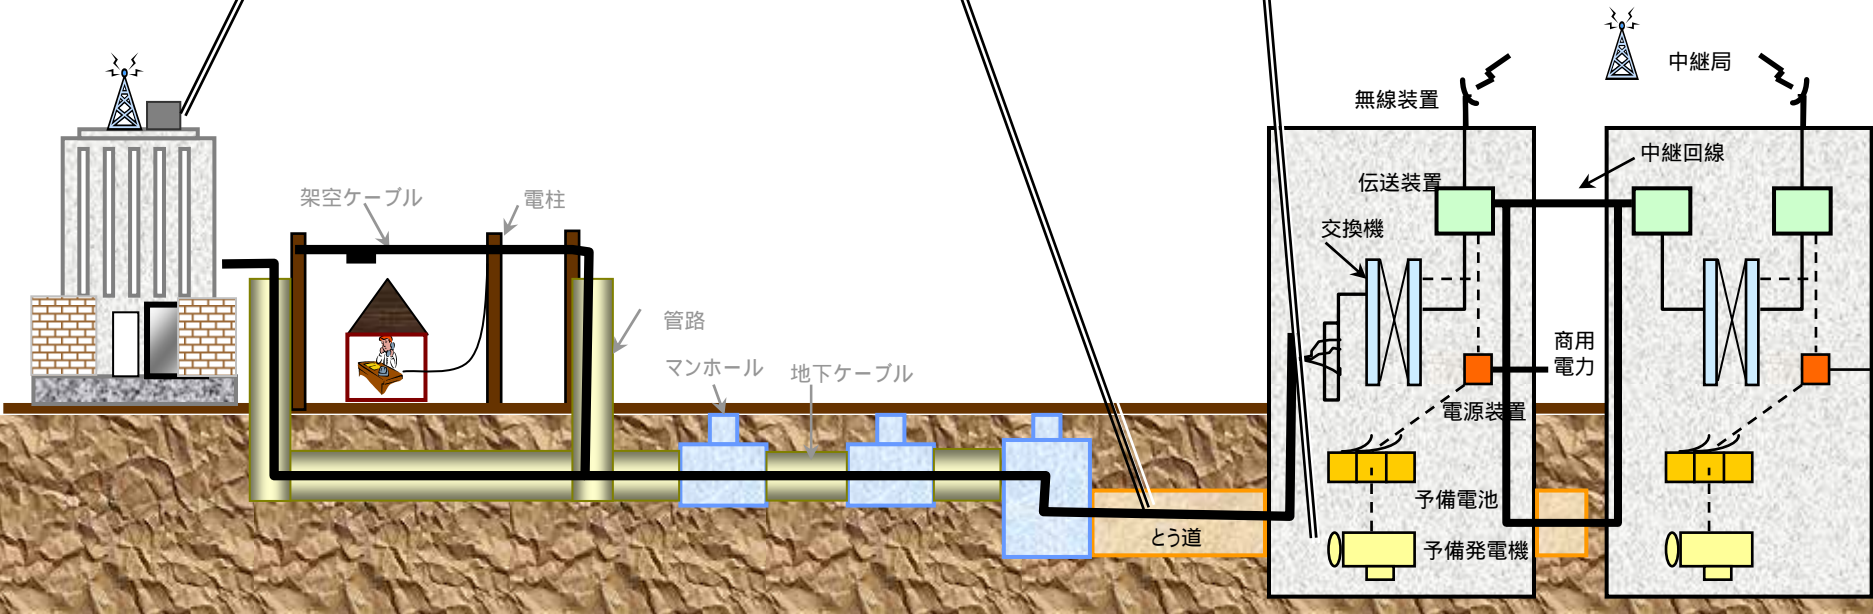 中継局
無線装置
中継回線
伝送装置
架空ケーブル
電柱
交換機
管路
商用
電力
マンホール
地下ケーブル
電源装置
予備電池
とう道
予備発電機